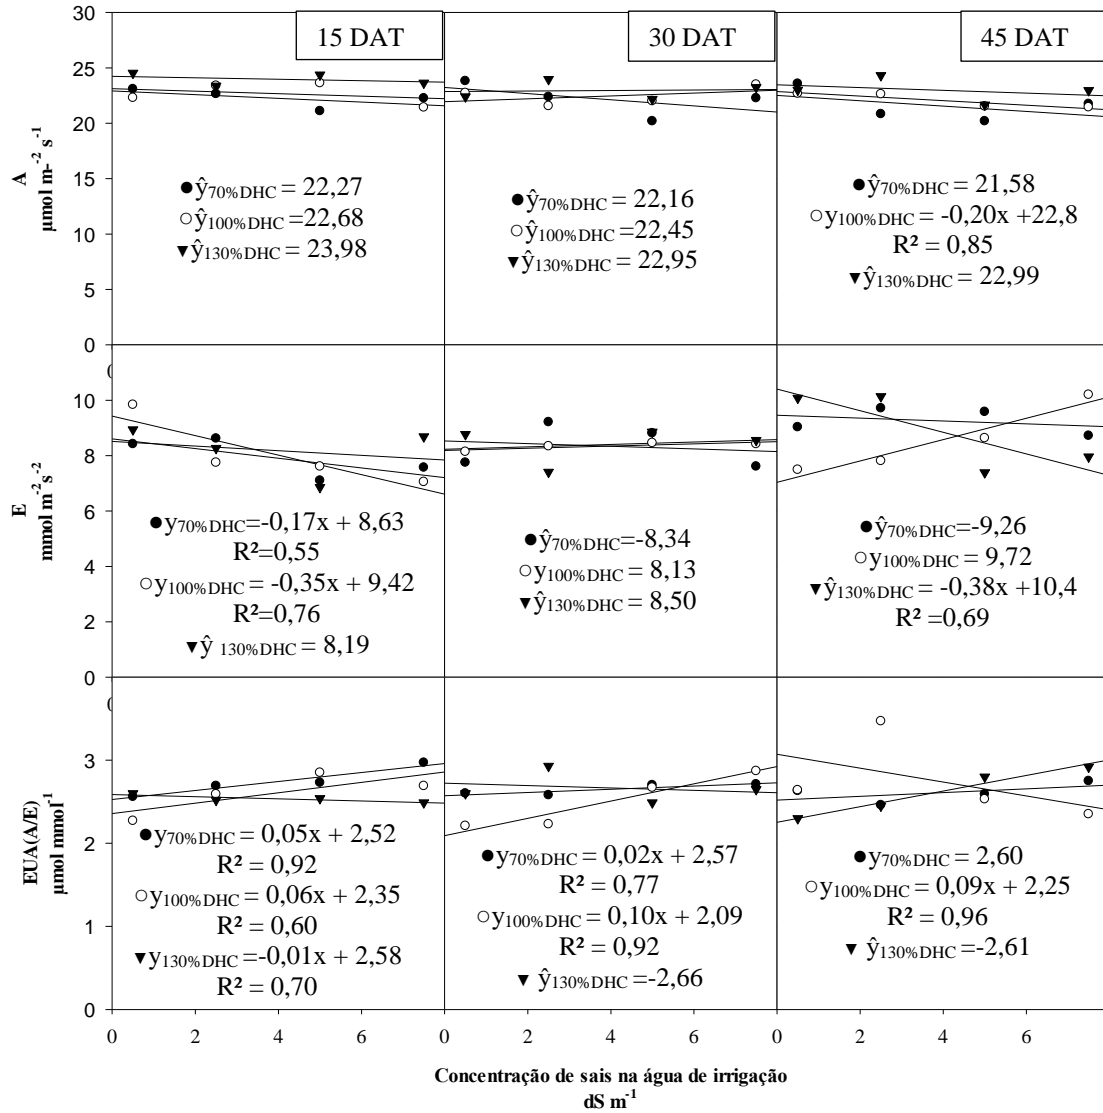 15 DAT
30 DAT
45 DAT
A
µmol m-⁻² s⁻¹
30
25
20
15
10
5
0
● ŷ70%DHC = 22,27
○ ŷ100%DHC =22,68
▼ ŷ130%DHC = 23,98
● ŷ70%DHC = 22,16
○ ŷ100%DHC =22,45
▼ ŷ130%DHC = 22,95
● ŷ70%DHC = 21,58
○ y100%DHC = -0,20x +22,8
R² = 0,85
▼ ŷ130%DHC = 22,99
E
mmol m⁻² s⁻²
10
8
6
4
2
0
● y70%DHC=-0,17x + 8,63
R²=0,55
○ y100%DHC = -0,35x + 9,42
R²=0,76
▼ ŷ 130%DHC = 8,19
● ŷ70%DHC=-8,34
○ y100%DHC = 8,13
▼ ŷ130%DHC = 8,50
● ŷ70%DHC=-9,26
○ ŷ100%DHC = 9,72
▼ ŷ130%DHC = -0,38x +10,4
R² =0,69
EUA(A/E)
µmol mmol⁻¹
3
2
1
0
● y70%DHC = 0,05x + 2,52
R² = 0,92
○ y100%DHC = 0,06x + 2,35
R² = 0,60
▼ y130%DHC=-0,01x + 2,58
R² = 0,70
● y70%DHC = 0,02x + 2,57
R² = 0,77
○ y100%DHC = 0,10x + 2,09
R² = 0,92
▼ ŷ130%DHC =-2,66
● y70%DHC = 2,60
○ y100%DHC = 0,09x + 2,25
R² = 0,96
▼ ŷ130%DHC =-2,61
0 2 4 6 0 2 4 6 0 2 4 6
Concentração de sais na água de irrigação
dS m⁻¹